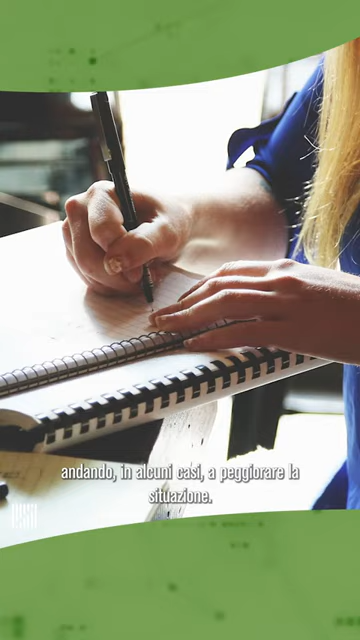 andando, in alcuni casi, a peggiorare la
situazione.